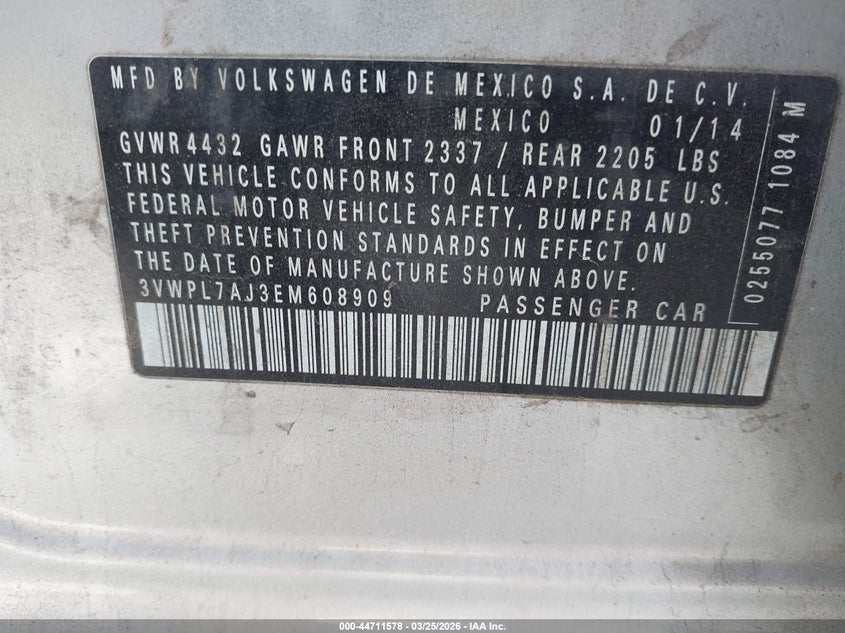 MFD BY VOLKSWAGEN DE MEXICO S.A. DE C.V.
MEXICO 01/14
GVWR 4432 GAWR FRONT 2337 / REAR 2205 LBS
THIS VEHICLE CONFORMS TO ALL APPLICABLE U.S.
FEDERAL MOTOR VEHICLE SAFETY, BUMPER AND
THEFT PREVENTION STANDARDS IN EFFECT ON
THE DATE OF MANUFACTURE SHOWN ABOVE.
3VWPL7AJ3EM608909 PASSENGER CAR
0255077 1084 M
000-44711578 - 03/25/2026 - IAA Inc.